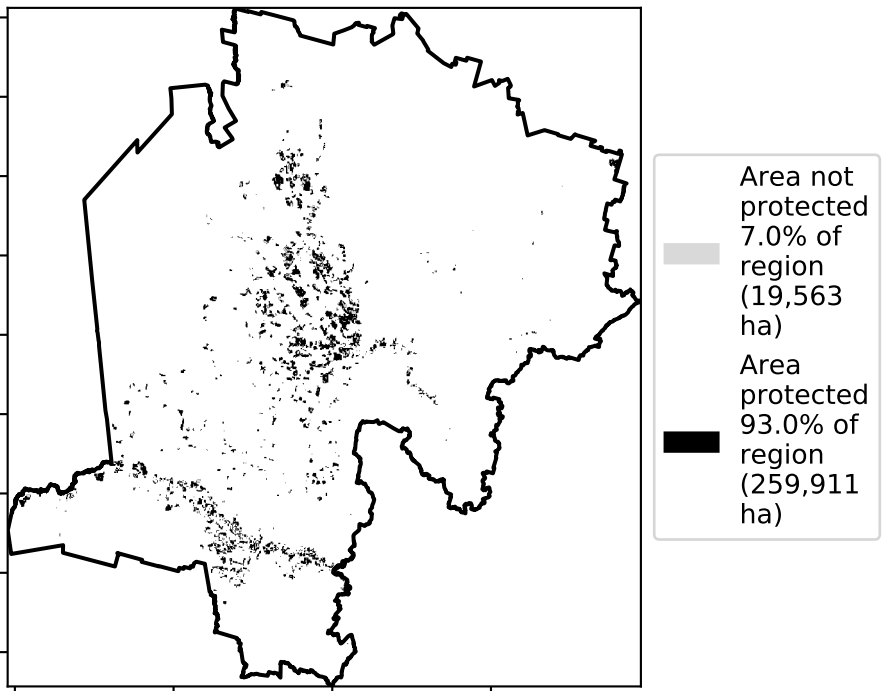 Area not
protected
7.0% of
region
(19,563
ha)
Area
protected
93.0% of
region
(259,911
ha)